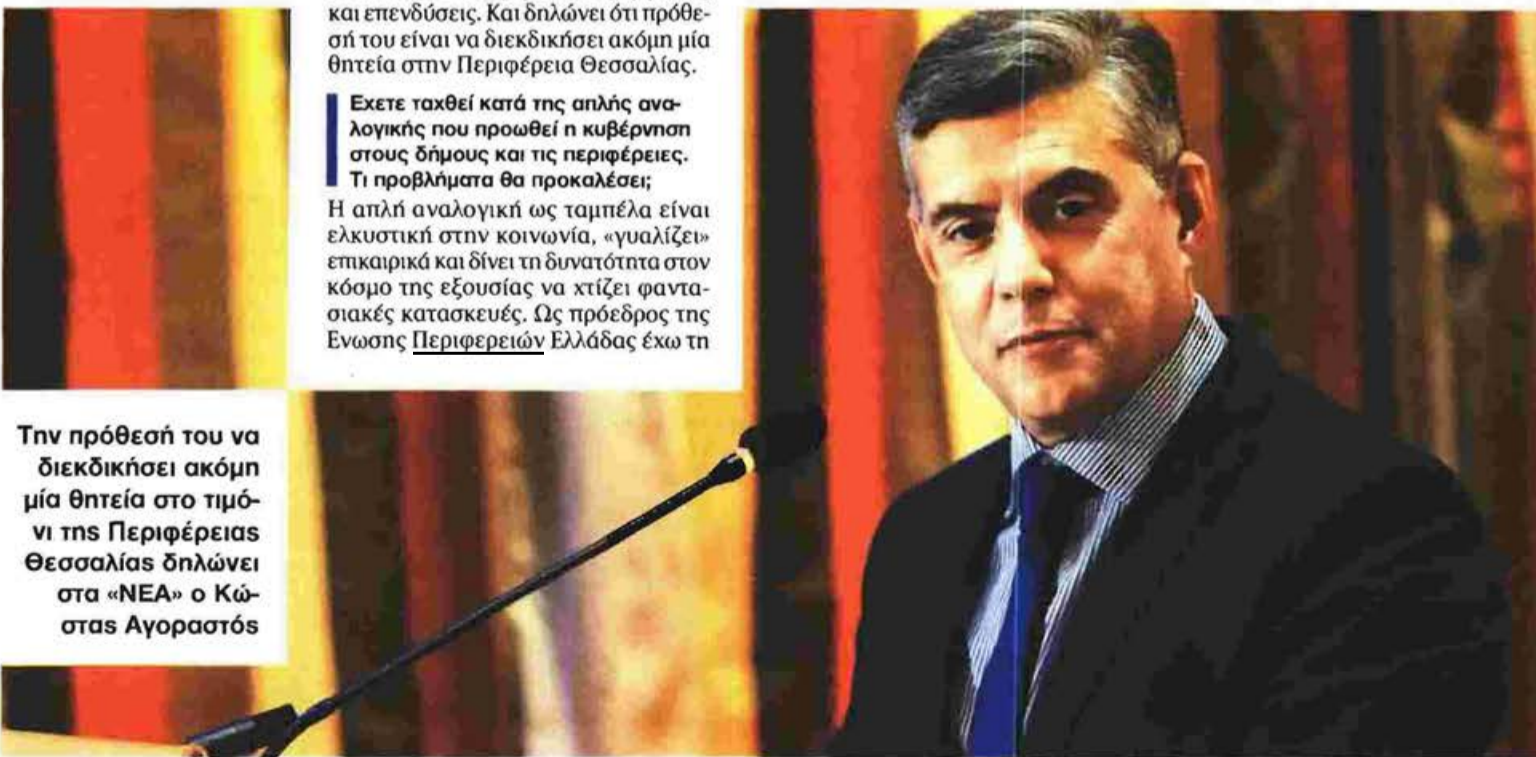 και επενδύσεις. Και δηλώνει ότι πρόθε-
σή του είναι να διεκδικήσει ακόμη μία
θητεία στην Περιφέρεια Θεσσαλίας.
Εχετε ταχθεί κατά της απλής ανα-
λογικής που προωθεί η κυβέρνηση
στους δήμους και τις περιφέρειες.
Τι προβλήματα θα προκαλέσει;
Η απλή αναλογική ως ταμπέλα είναι
ελκυστική στην κοινωνία, «γυαλίζει»
επικαιρικά και δίνει τη δυνατότητα στον
κόσμο της εξουσίας να χτίζει φαντα-
σιακές κατασκευές. Ως πρόεδρος της
Ενωσης Περιφερειών Ελλάδας έχω τη
Την πρόθεσή του να
διεκδικήσει ακόμη
μία θητεία στο τιμό-
νι της Περιφέρειας
Θεσσαλίας δηλώνει
στα «ΝΕΑ» ο Κώ-
στας Αγοραστός